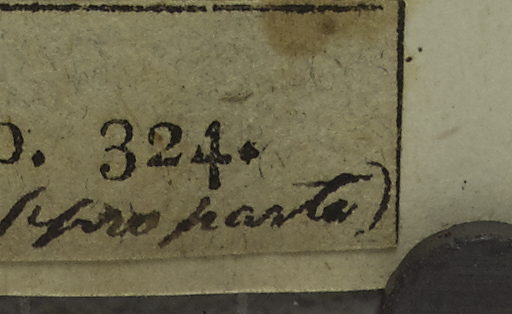 o. 324.
(pro parte)